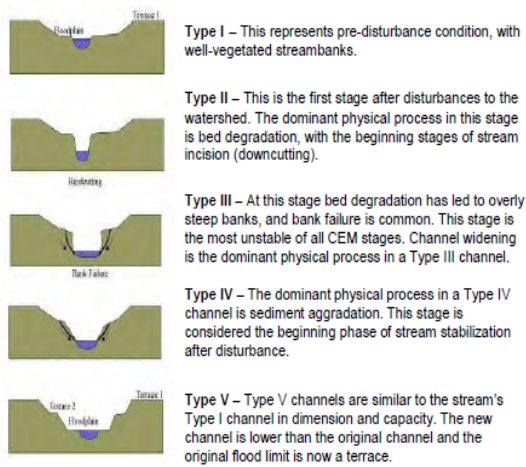 Terrace 1
Floodplain
Type I – This represents pre-disturbance condition, with
well-vegetated streambanks.
Type II – This is the first stage after disturbances to the
watershed. The dominant physical process in this stage
is bed degradation, with the beginning stages of stream
incision (downcutting).
Headcutting
Type III – At this stage bed degradation has led to overly
steep banks, and bank failure is common. This stage is
the most unstable of all CEM stages. Channel widening
is the dominant physical process in a Type III channel.
Bank Failure
Type IV – The dominant physical process in a Type IV
channel is sediment aggradation. This stage is
considered the beginning phase of stream stabilization
after disturbance.
Terrace 1
Terrace 2
Floodplain
Type V – Type V channels are similar to the stream's
Type I channel in dimension and capacity. The new
channel is lower than the original channel and the
original flood limit is now a terrace.